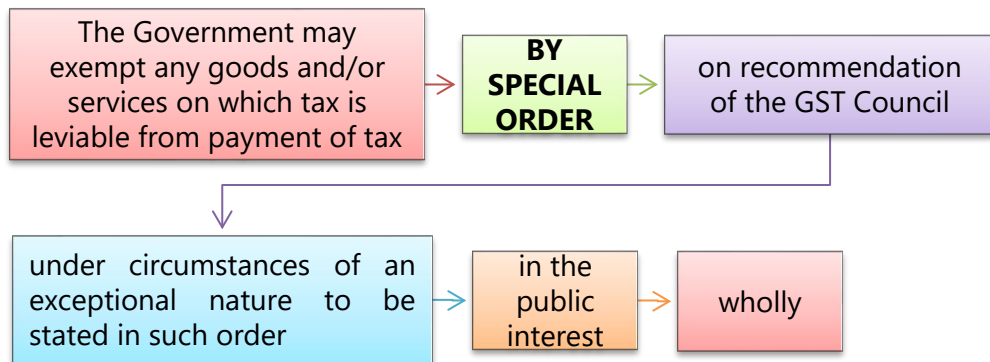 The Government may
exempt any goods and/or
services on which tax is
leviable from payment of tax
BY
SPECIAL
ORDER
on recommendation
of the GST Council
under circumstances of an
exceptional nature to be
stated in such order
in the
public
interest
wholly